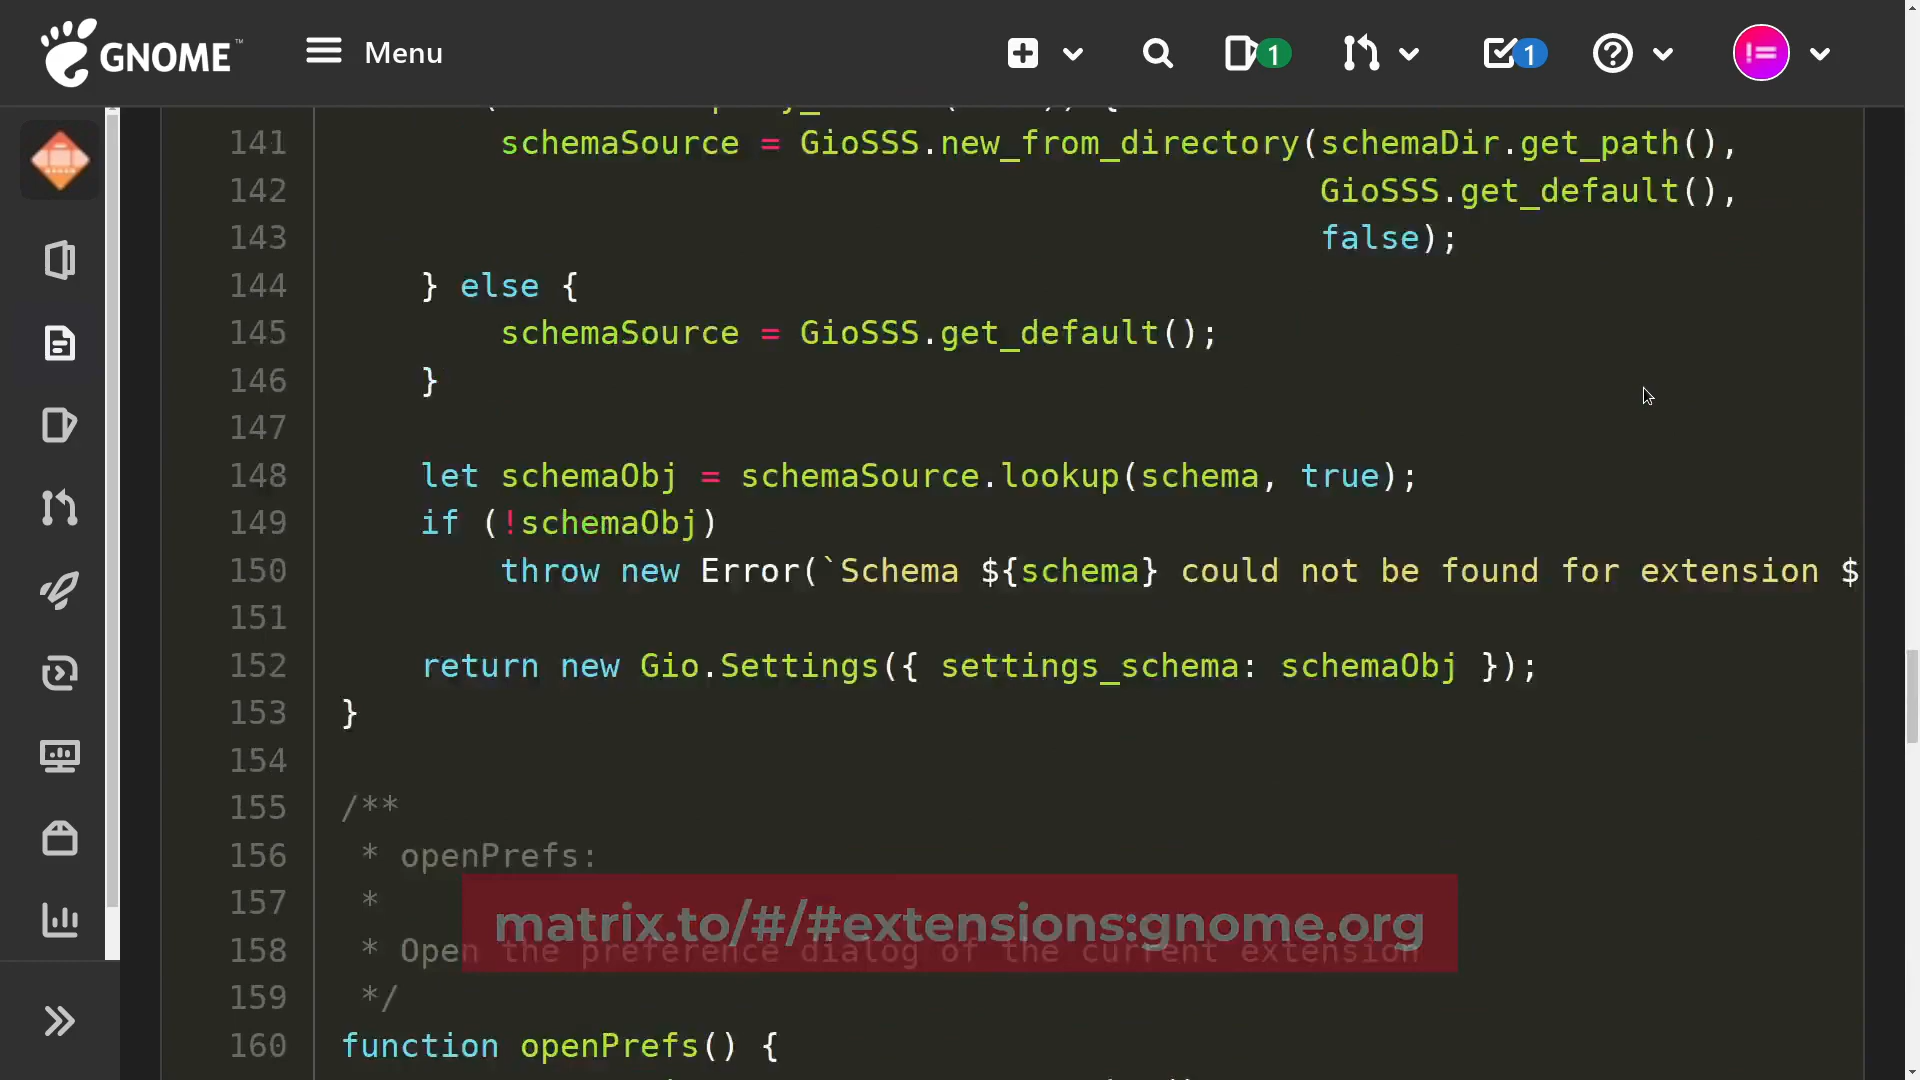 GNOME™
Menu
1
1
!=
141 schemaSource = GioSSS.new_from_directory(schemaDir.get_path(),
142 GioSSS.get_default(),
143 false);
144 } else {
145 schemaSource = GioSSS.get_default();
146 }
147
148 let schemaObj = schemaSource.lookup(schema, true);
149 if (!schemaObj)
150 throw new Error(`Schema ${schema} could not be found for extension $
151
152 return new Gio.Settings({ settings_schema: schemaObj });
153 }
154
155 /**
156 * openPrefs:
157 *
matrix.to/#/#extensions:gnome.org
158 * Open the preference dialog of the current extension
159 */
160 function openPrefs() {